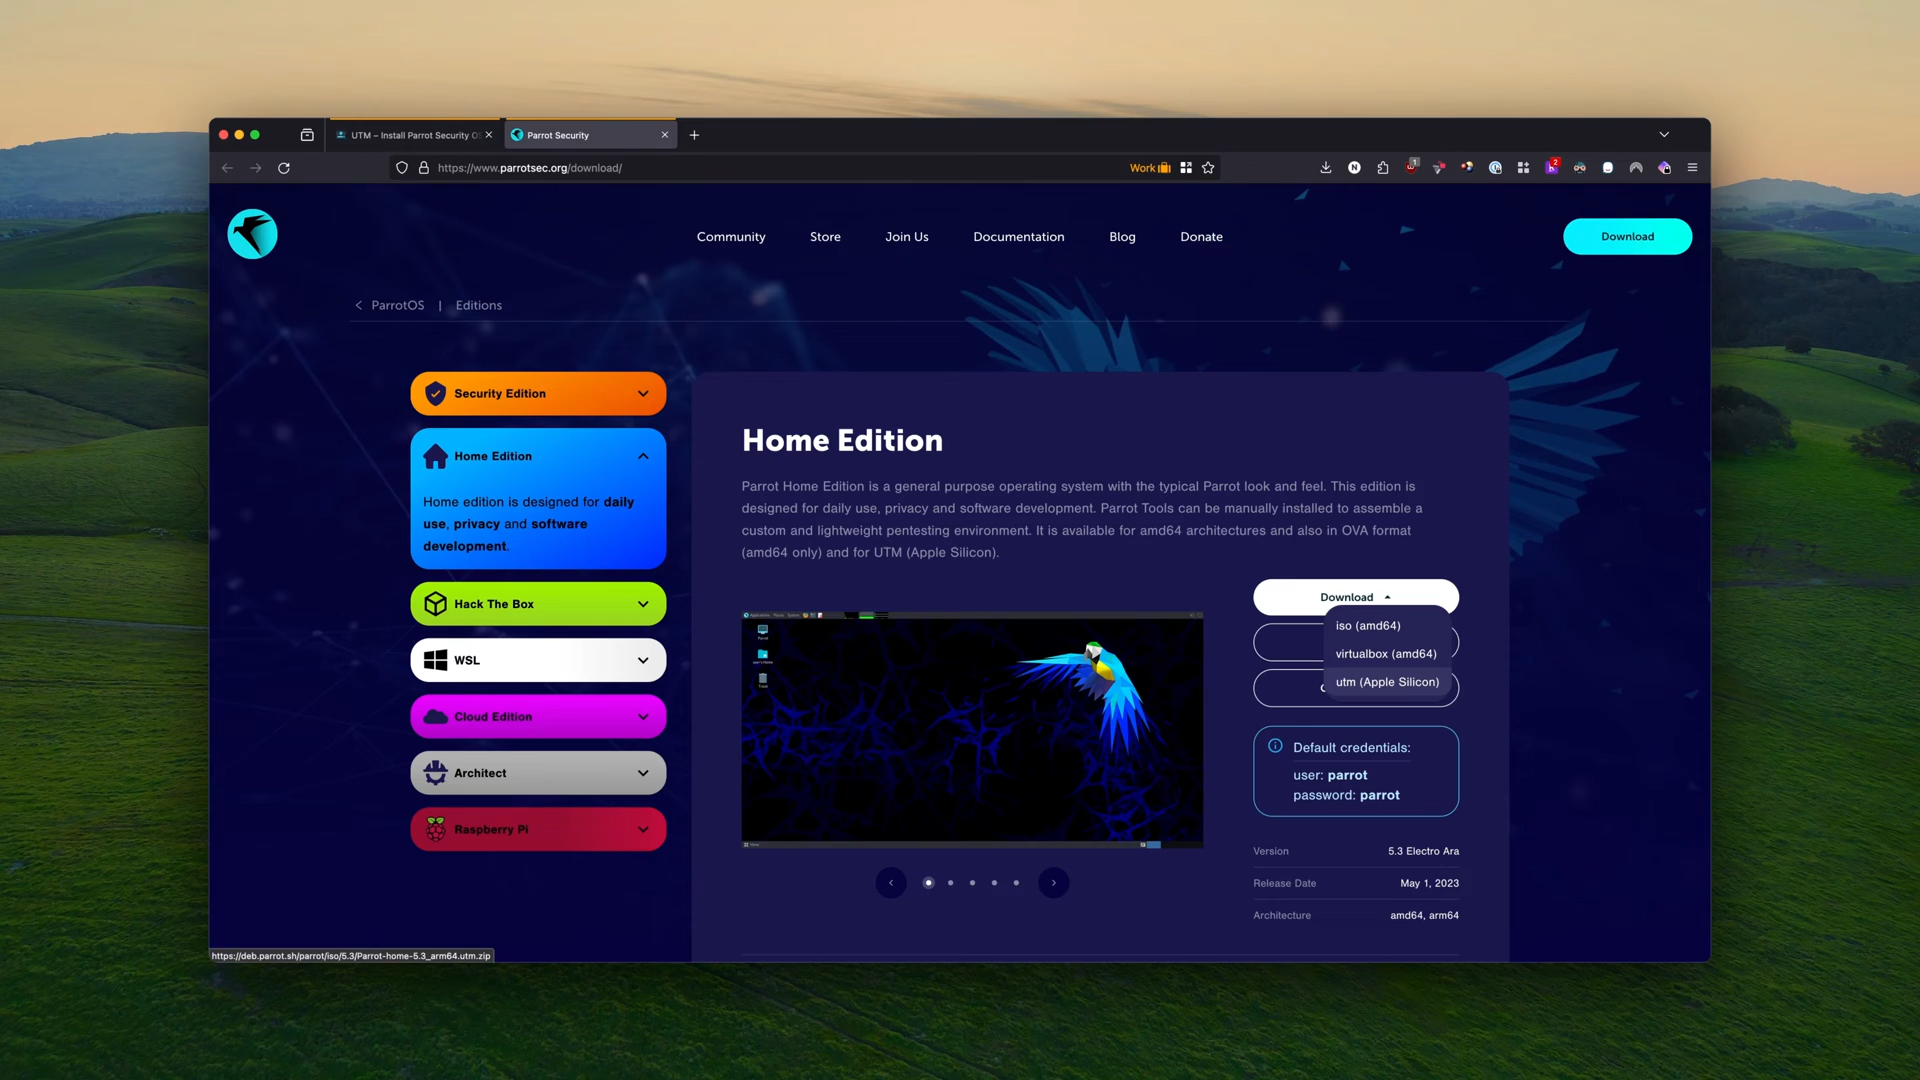 UTM – Install Parrot Security OS
Parrot Security
https://www.parrotsec.org/download/
Work
1
2
Community
Store
Join Us
Documentation
Blog
Donate
Download
ParrotOS | Editions
Security Edition
Home Edition
Home edition is designed for daily
use, privacy and software
development.
Hack The Box
WSL
Cloud Edition
Architect
Raspberry Pi
Home Edition
Parrot Home Edition is a general purpose operating system with the typical Parrot look and feel. This edition is
designed for daily use, privacy and software development. Parrot Tools can be manually installed to assemble a
custom and lightweight pentesting environment. It is available for amd64 architectures and also in OVA format
(amd64 only) and for UTM (Apple Silicon).
Download
iso (amd64)
virtualbox (amd64)
utm (Apple Silicon)
Default credentials:
user: parrot
password: parrot
Version 5.3 Electro Ara
Release Date May 1, 2023
Architecture amd64, arm64
https://deb.parrot.sh/parrot/iso/5.3/Parrot-home-5.3_arm64.utm.zip